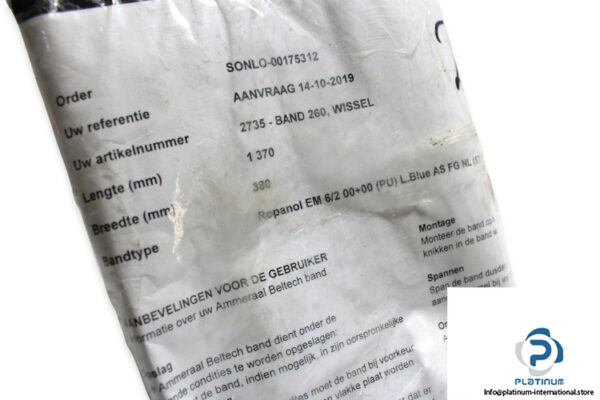 Order SONLO-00175312
Uw referentie AANVRAAG 14-10-2019
Uw artikelnummer 2735 - BAND 260, WISSEL
Lengte (mm) 1 370
Breedte (mm) 380
Bandtype Ropanol EM 6/2 00+00 (PU) L.Blue AS FG NL
AANBEVELINGEN VOOR DE GEBRUIKER
formatie over uw Ammeraal Beltech band
Ammeraal Beltech band dient onder de
ande condities te worden opgeslagen:
de band, indien mogelijk, in zijn oorspronkelijke
moet de band bij voorkeur
vlakke plaat worden
Montage
Monteer de band
knikken in de band
Spannen
Span de band
PLATINUM
Info@platinum-international.store